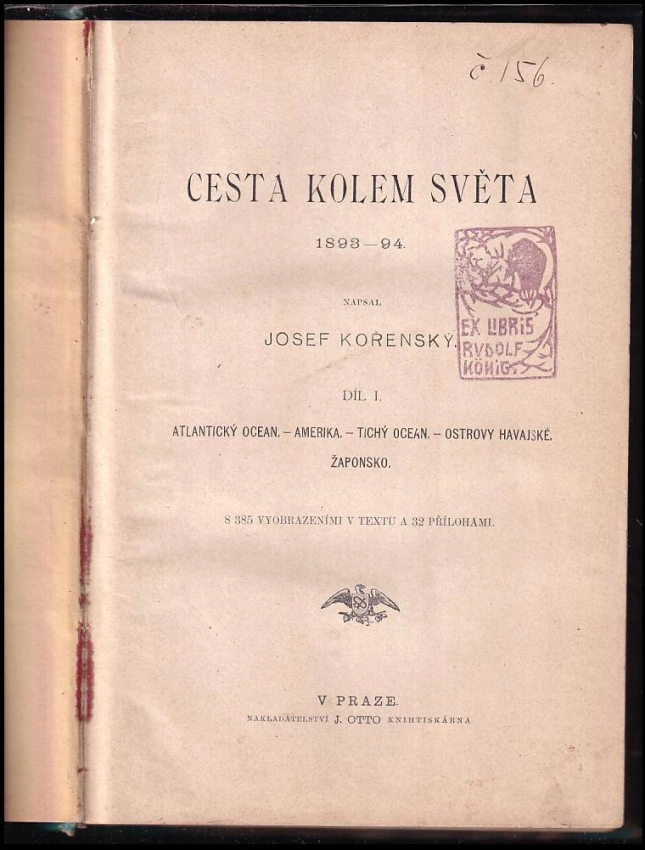 č. 156.
CESTA KOLEM SVĚTA
1893—94.
NAPSAL
JOSEF KOŘENSKÝ.
EX LIBRIS
RVDOLF
KÖNIG.
DÍL I.
ATLANTICKÝ OCEAN. – AMERIKA. – TICHÝ OCEAN. – OSTROVY HAVAJSKÉ.
ŽAPONSKO.
S 385 VYOBRAZENÍMI V TEXTU A 32 PŘÍLOHAMI.
V PRAZE.
NAKLADATELSTVÍ J. OTTO KNIHTISKÁRNA